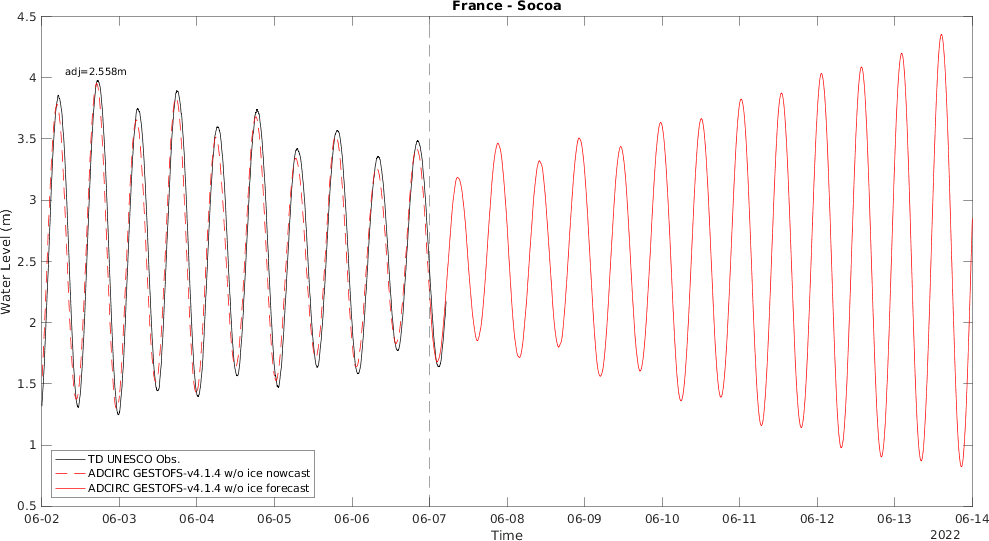 France - Socoa
adj=2.558m
Water Level (m)
4.5
4
3.5
3
2.5
2
1.5
1
0.5
TD UNESCO Obs.
ADCIRC GESTOFS-v4.1.4 w/o ice nowcast
ADCIRC GESTOFS-v4.1.4 w/o ice forecast
06-02 06-03 06-04 06-05 06-06 06-07 06-08 06-09 06-10 06-11 06-12 06-13 06-14
Time
2022